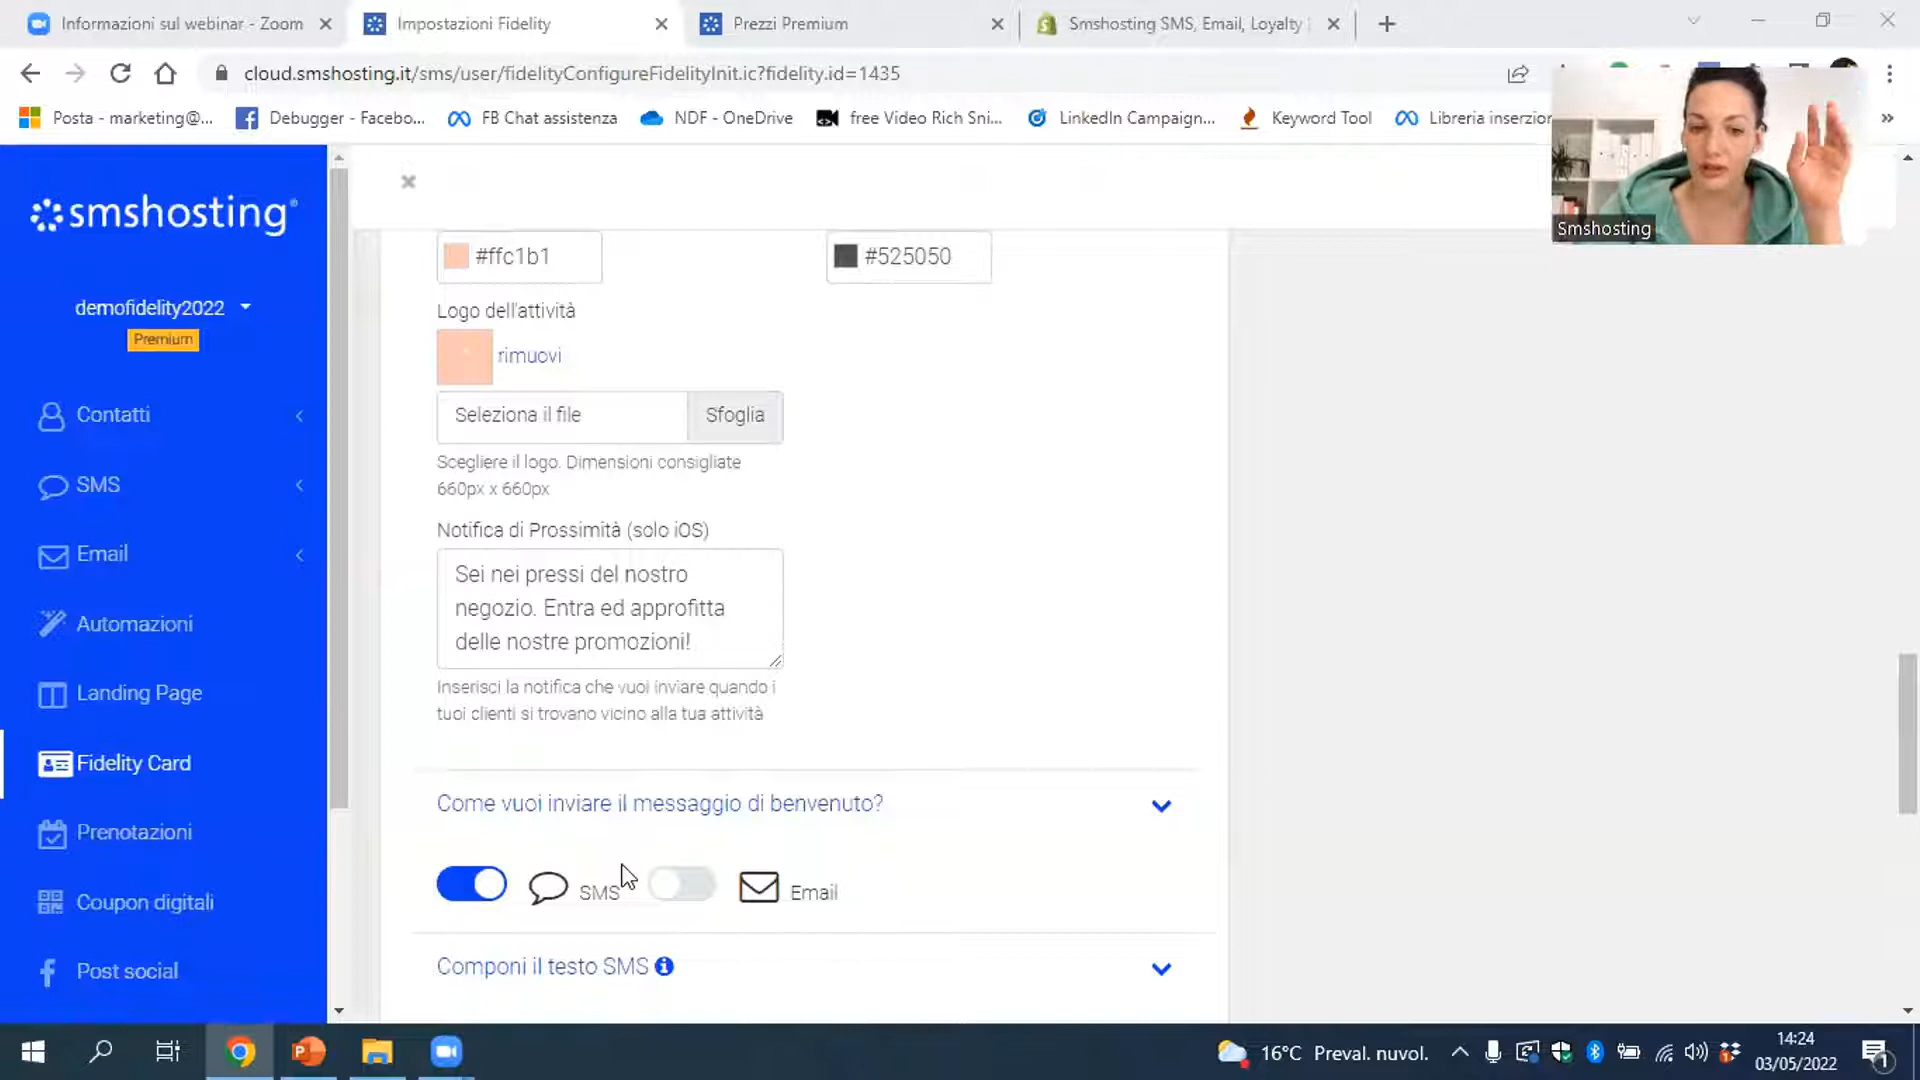 Informazioni sul webinar - Zoom
Impostazioni Fidelity
Prezzi Premium
Smshosting SMS, Email, Loyalty
cloud.smshosting.it/sms/user/fidelityConfigureFidelityInit.ic?fidelity.id=1435
Posta - marketing@...
Debugger - Facebo...
FB Chat assistenza
NDF - OneDrive
free Video Rich Sni...
LinkedIn Campaign...
Keyword Tool
Libreria inserzion
Smshosting
smshosting®
demofidelity2022
Premium
Contatti
SMS
Email
Automazioni
Landing Page
Fidelity Card
Prenotazioni
Coupon digitali
Post social
#ffc1b1
#525050
Logo dell'attività
rimuovi
Seleziona il file
Sfoglia
Scegliere il logo. Dimensioni consigliate
660px x 660px
Notifica di Prossimità (solo iOS)
Sei nei pressi del nostro
negozio. Entra ed approfitta
delle nostre promozioni!
Inserisci la notifica che vuoi inviare quando i
tuoi clienti si trovano vicino alla tua attività
Come vuoi inviare il messaggio di benvenuto?
SMS
Email
Componi il testo SMS
16°C Preval. nuvol.
14:24
03/05/2022
1